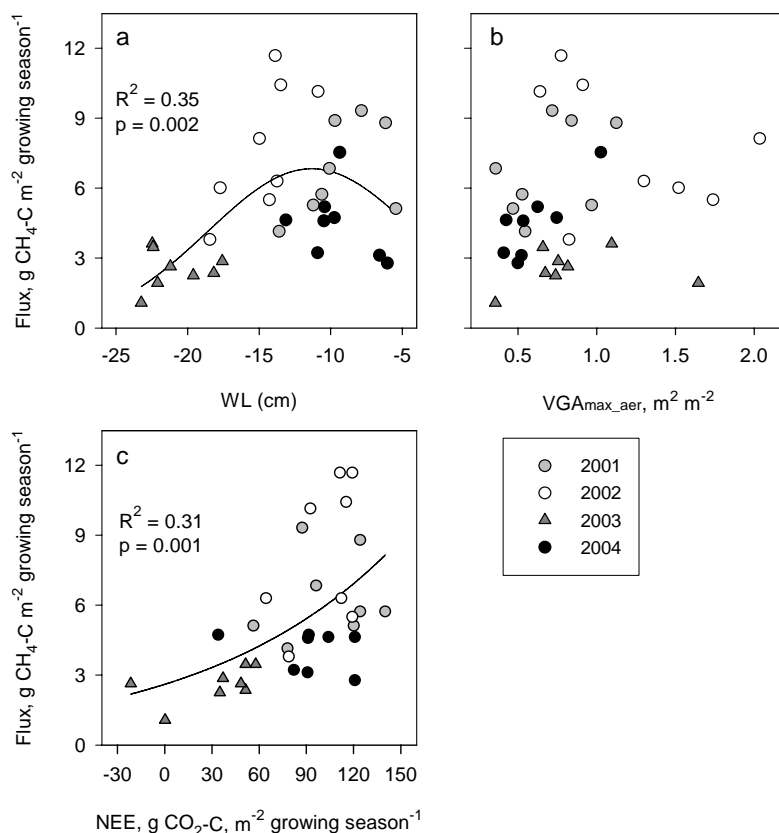 a
R² = 0.35
p = 0.002
Flux, g CH₄-C m⁻² growing season⁻¹
12
9
6
3
0
-25 -20 -15 -10 -5
WL (cm)
b
0.5 1.0 1.5 2.0
VGAmax_aer, m² m⁻²
c
R² = 0.31
p = 0.001
Flux, g CH₄-C m⁻² growing season⁻¹
12
9
6
3
0
-30 0 30 60 90 120 150
NEE, g CO₂-C, m⁻² growing season⁻¹
2001
2002
2003
2004